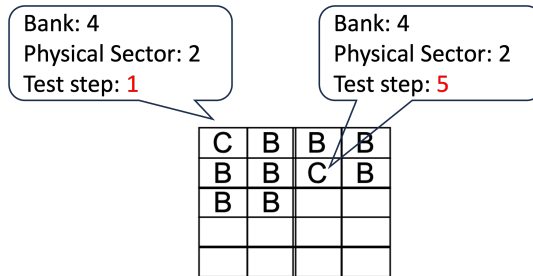 Bank: 4
Physical Sector: 2
Test step: 1
Bank: 4
Physical Sector: 2
Test step: 5
C B B B
B B C B
B B